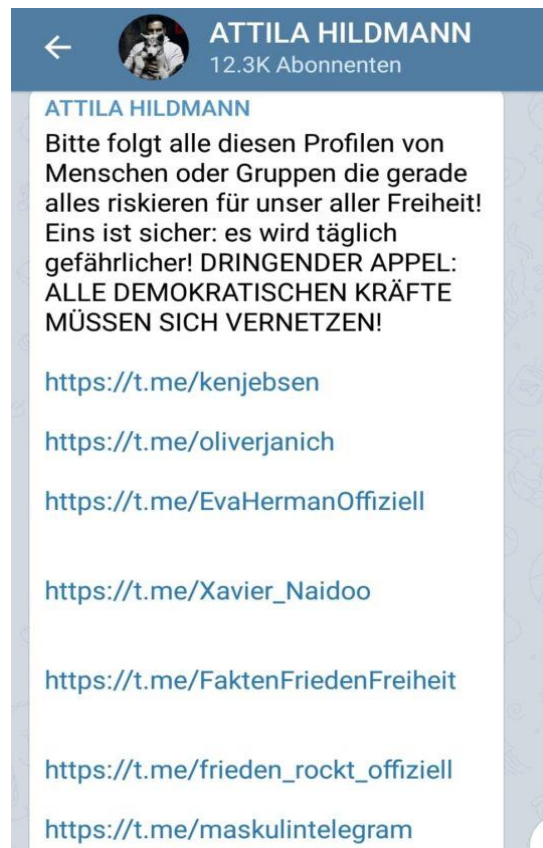 ATTILA HILDMANN
12.3K Abonnenten
ATTILA HILDMANN
Bitte folgt alle diesen Profilen von
Menschen oder Gruppen die gerade
alles riskieren für unser aller Freiheit!
Eins ist sicher: es wird täglich
gefährlicher! DRINGENDER APPEL:
ALLE DEMOKRATISCHEN KRÄFTE
MÜSSEN SICH VERNETZEN!
https://t.me/kenjebsen
https://t.me/oliverjanich
https://t.me/EvaHermanOffiziell
https://t.me/Xavier_Naidoo
https://t.me/FaktenFriedenFreiheit
https://t.me/frieden_rockt_offiziell
https://t.me/maskulintelegram